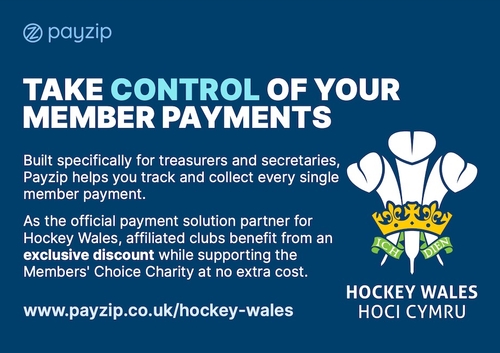 payzip
TAKE CONTROL OF YOUR
MEMBER PAYMENTS
Built specifically for treasurers and secretaries,
Payzip helps you track and collect every single
member payment.
As the official payment solution partner for
Hockey Wales, affiliated clubs benefit from an
exclusive discount while supporting the
Members' Choice Charity at no extra cost.
www.payzip.co.uk/hockey-wales
ICH DIEN
HOCKEY WALES
HOCI CYMRU